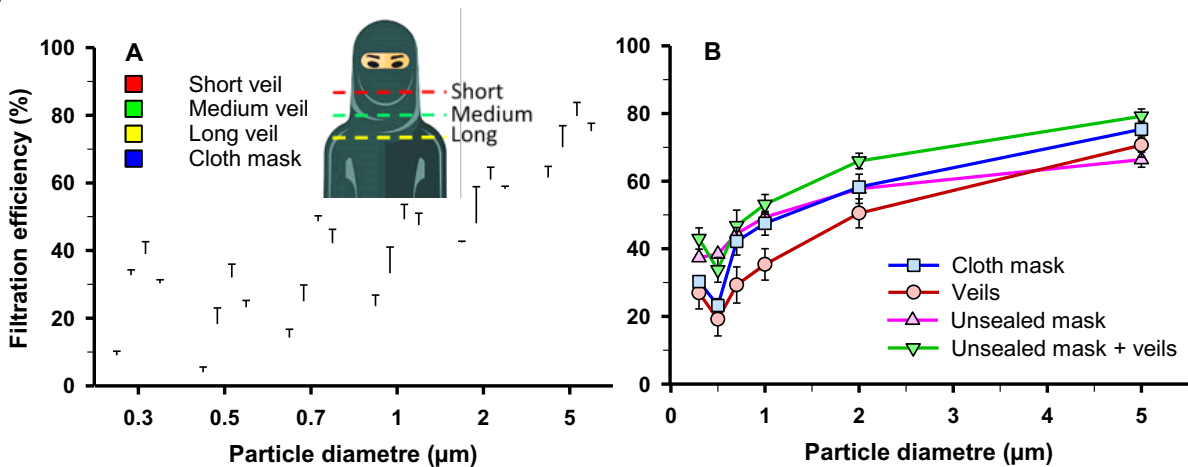 A
Short veil
Medium veil
Long veil
Cloth mask
Short
Medium
Long
Filtration efficiency (%)
100
80
60
40
20
0
0.3 0.5 0.7 1 2 5
Particle diametre (µm)
B
100
80
60
40
20
0
Cloth mask
Veils
Unsealed mask
Unsealed mask + veils
0 1 2 3 4 5
Particle diametre (µm)